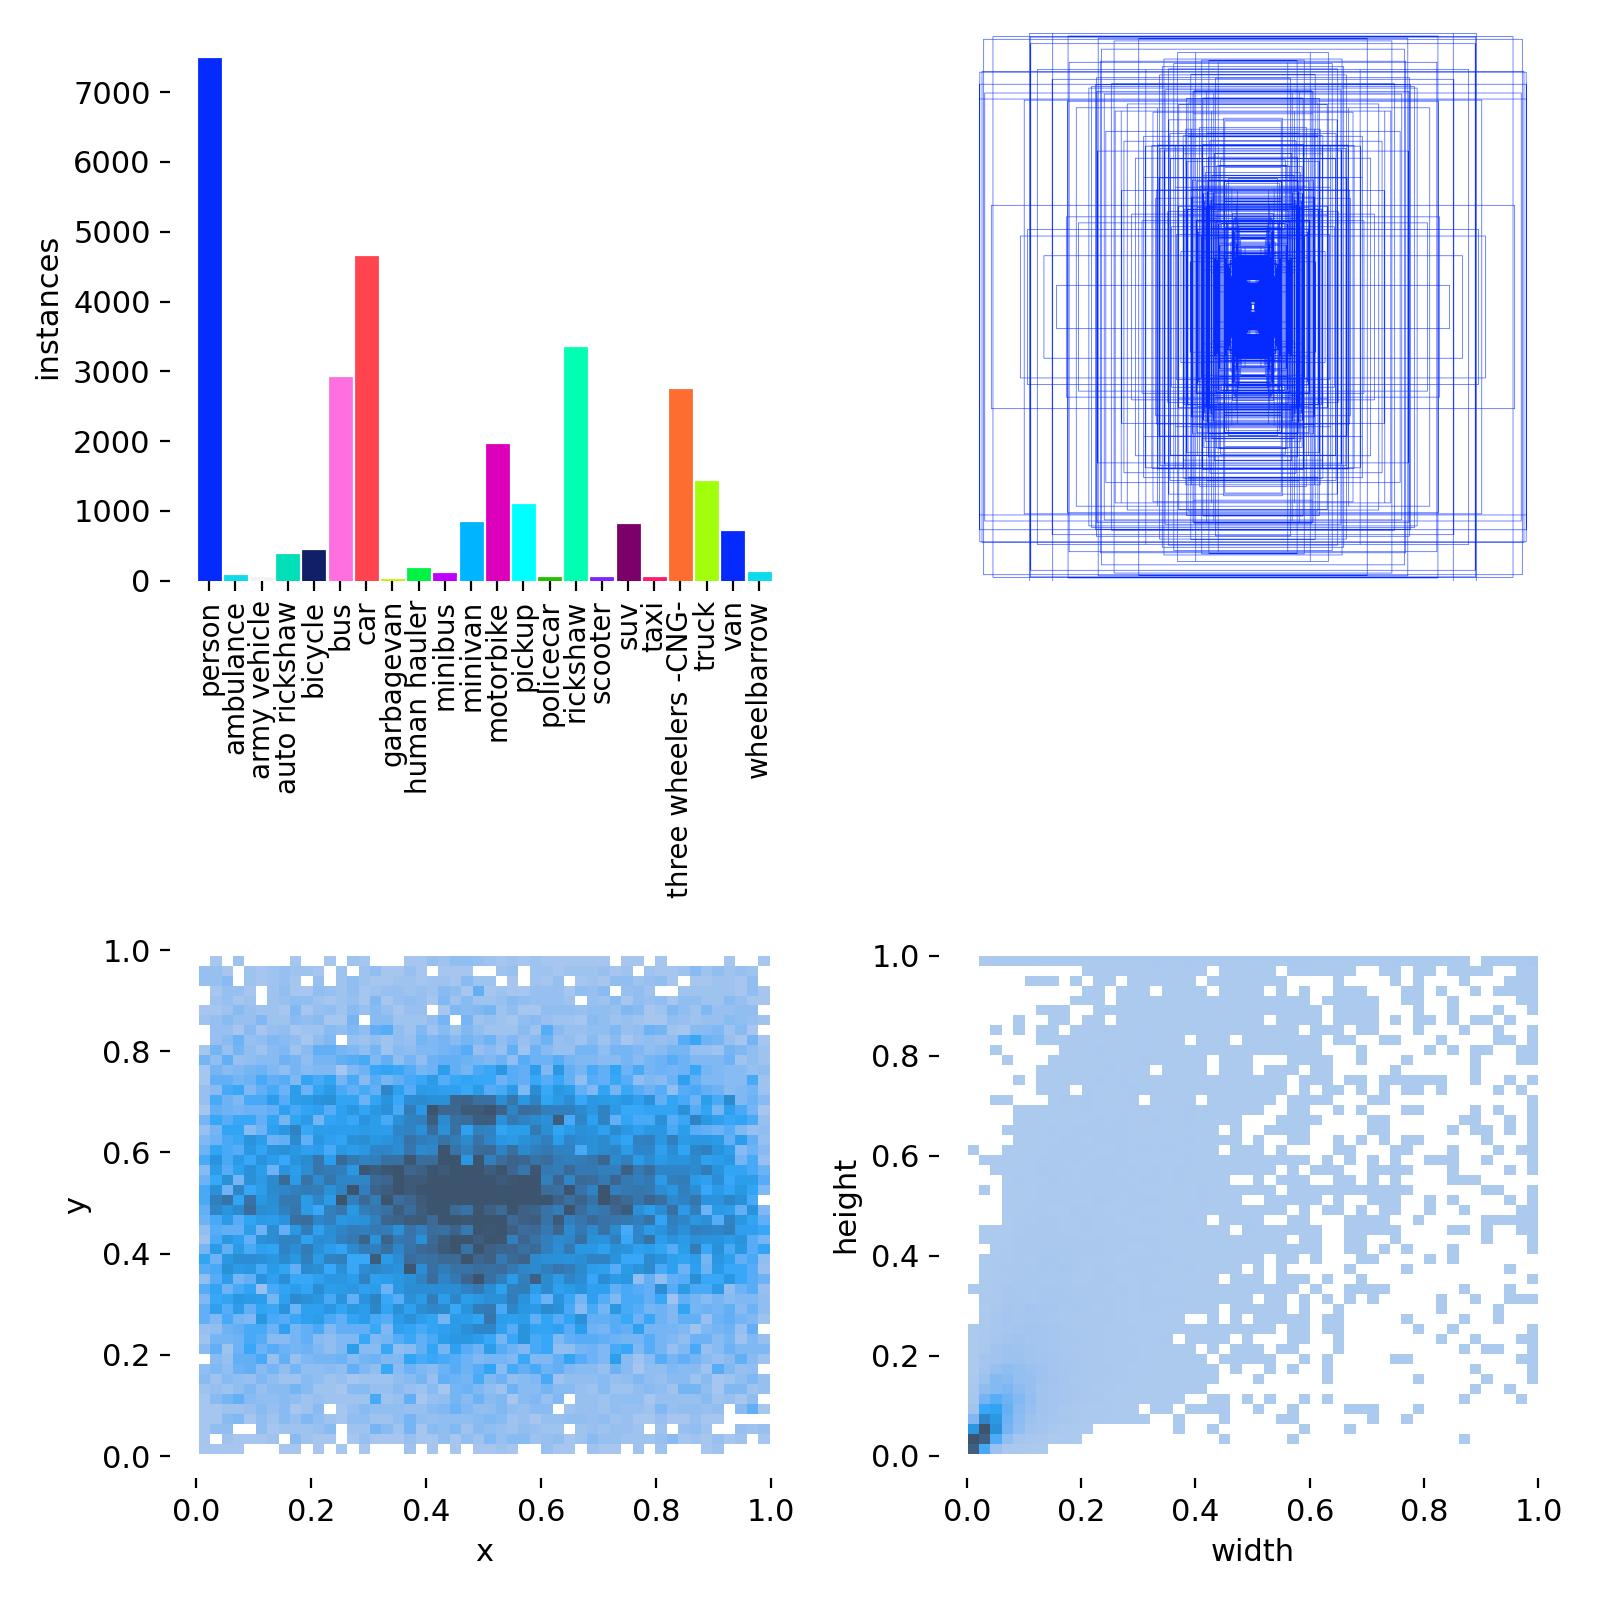 instances
7000
6000
5000
4000
3000
2000
1000
0
person
ambulance
army vehicle
auto rickshaw
bicycle
bus
car
garbagevan
human hauler
minibus
minivan
motorbike
pickup
policecar
rickshaw
scooter
suv
taxi
three wheelers -CNG-
truck
van
wheelbarrow
y
1.0
0.8
0.6
0.4
0.2
0.0
0.0 0.2 0.4 0.6 0.8 1.0
x
height
1.0
0.8
0.6
0.4
0.2
0.0
0.0 0.2 0.4 0.6 0.8 1.0
width